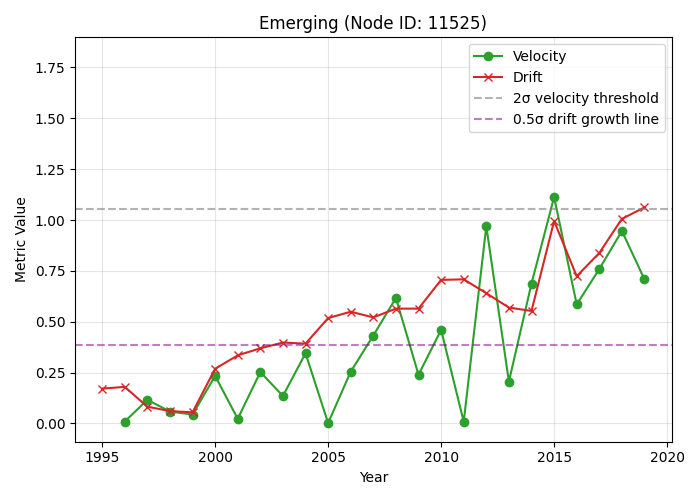 Emerging (Node ID: 11525)
Velocity
Drift
2σ velocity threshold
0.5σ drift growth line
Metric Value
1.75
1.50
1.25
1.00
0.75
0.50
0.25
0.00
1995
2000
2005
2010
2015
2020
Year